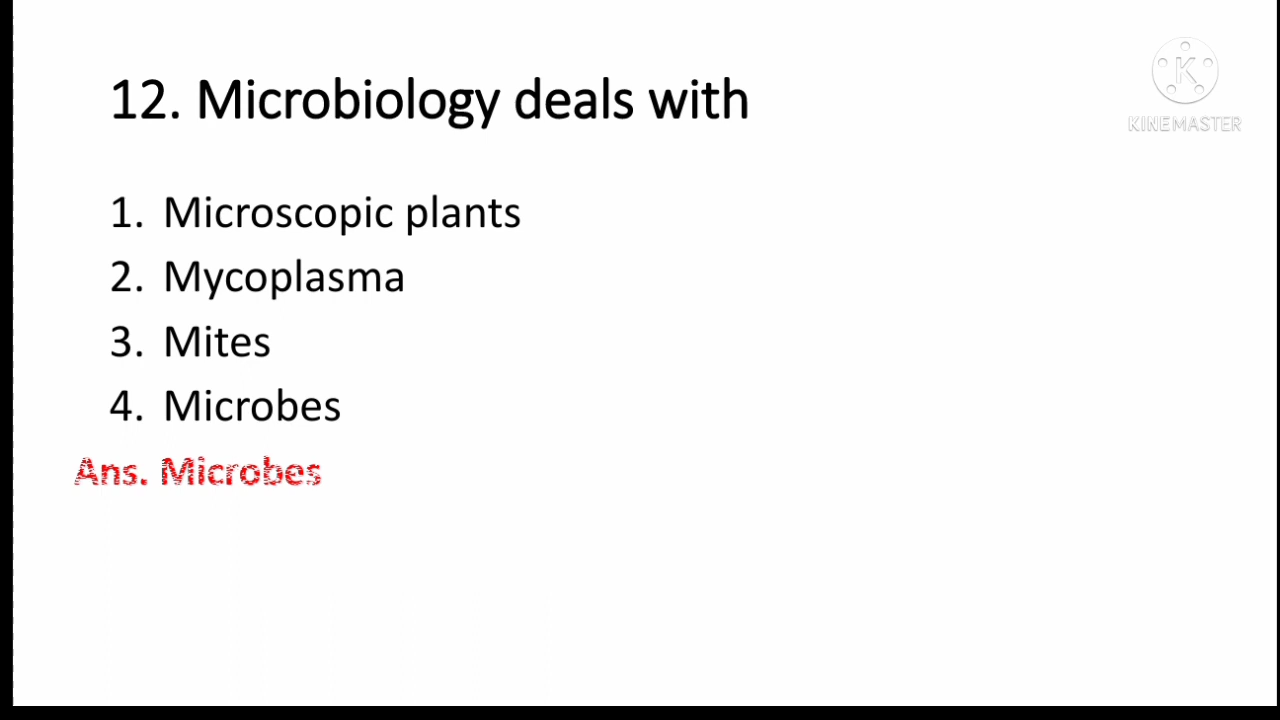 12. Microbiology deals with
KINEMASTER
1. Microscopic plants
2. Mycoplasma
3. Mites
4. Microbes
Ans. Microbes